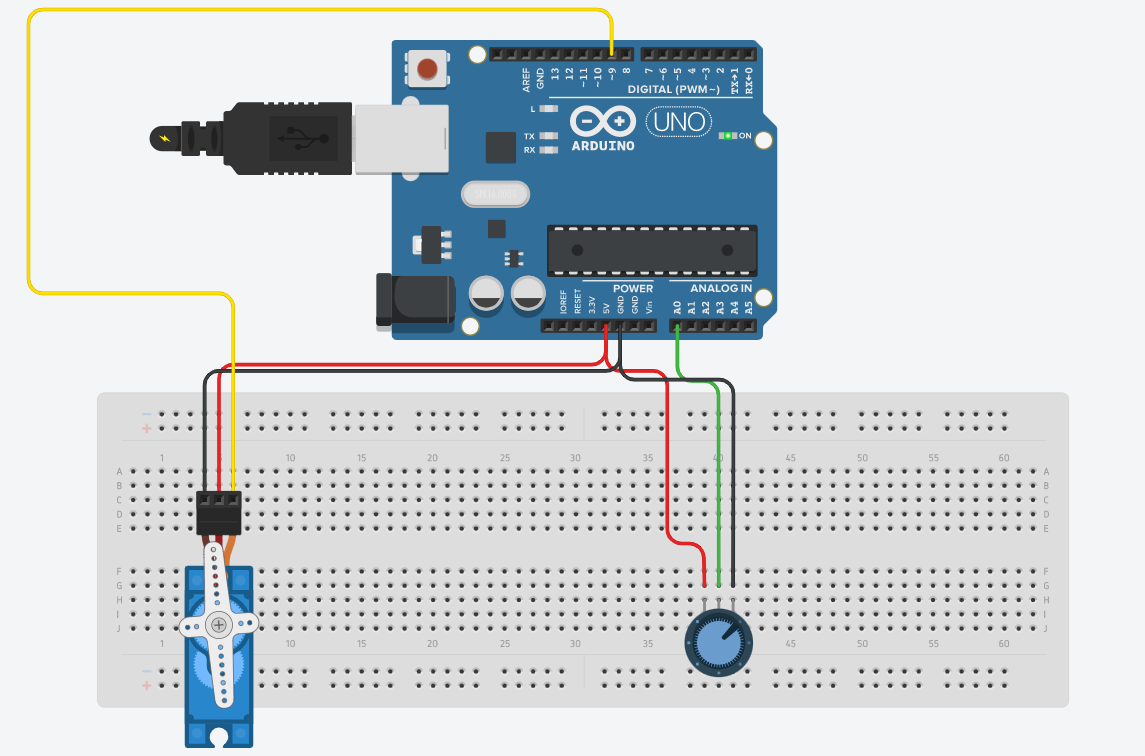 AREF
GND
13
12
~11
~10
~9
8
7
~6
~5
4
~3
2
TX→1
RX←0
DIGITAL (PWM~)
L
TX
RX
UNO
ARDUINO
ON
POWER
ANALOG IN
IOREF
RESET
3.3V
5V
GND
GND
Vin
A0
A1
A2
A3
A4
A5
1 10 15 20 25 30 35 40 45 50 55 60
A A
B B
C C
D D
E E
F F
G G
H H
I I
J J
1 10 15 20 25 30 35 45 50 55 60